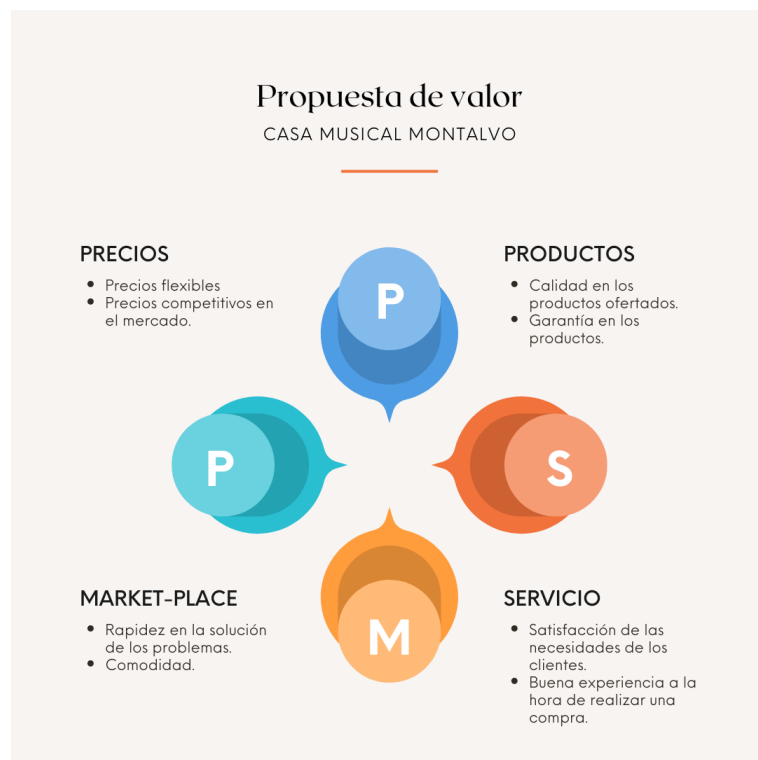 Propuesta de valor
CASA MUSICAL MONTALVO
PRECIOS
• Precios flexibles
• Precios competitivos en
el mercado.
PRODUCTOS
• Calidad en los
productos ofertados.
• Garantía en los
productos.
P
P
S
M
MARKET-PLACE
• Rapidez en la solución
de los problemas.
• Comodidad.
SERVICIO
• Satisfacción de las
necesidades de los
clientes.
• Buena experiencia a la
hora de realizar una
compra.